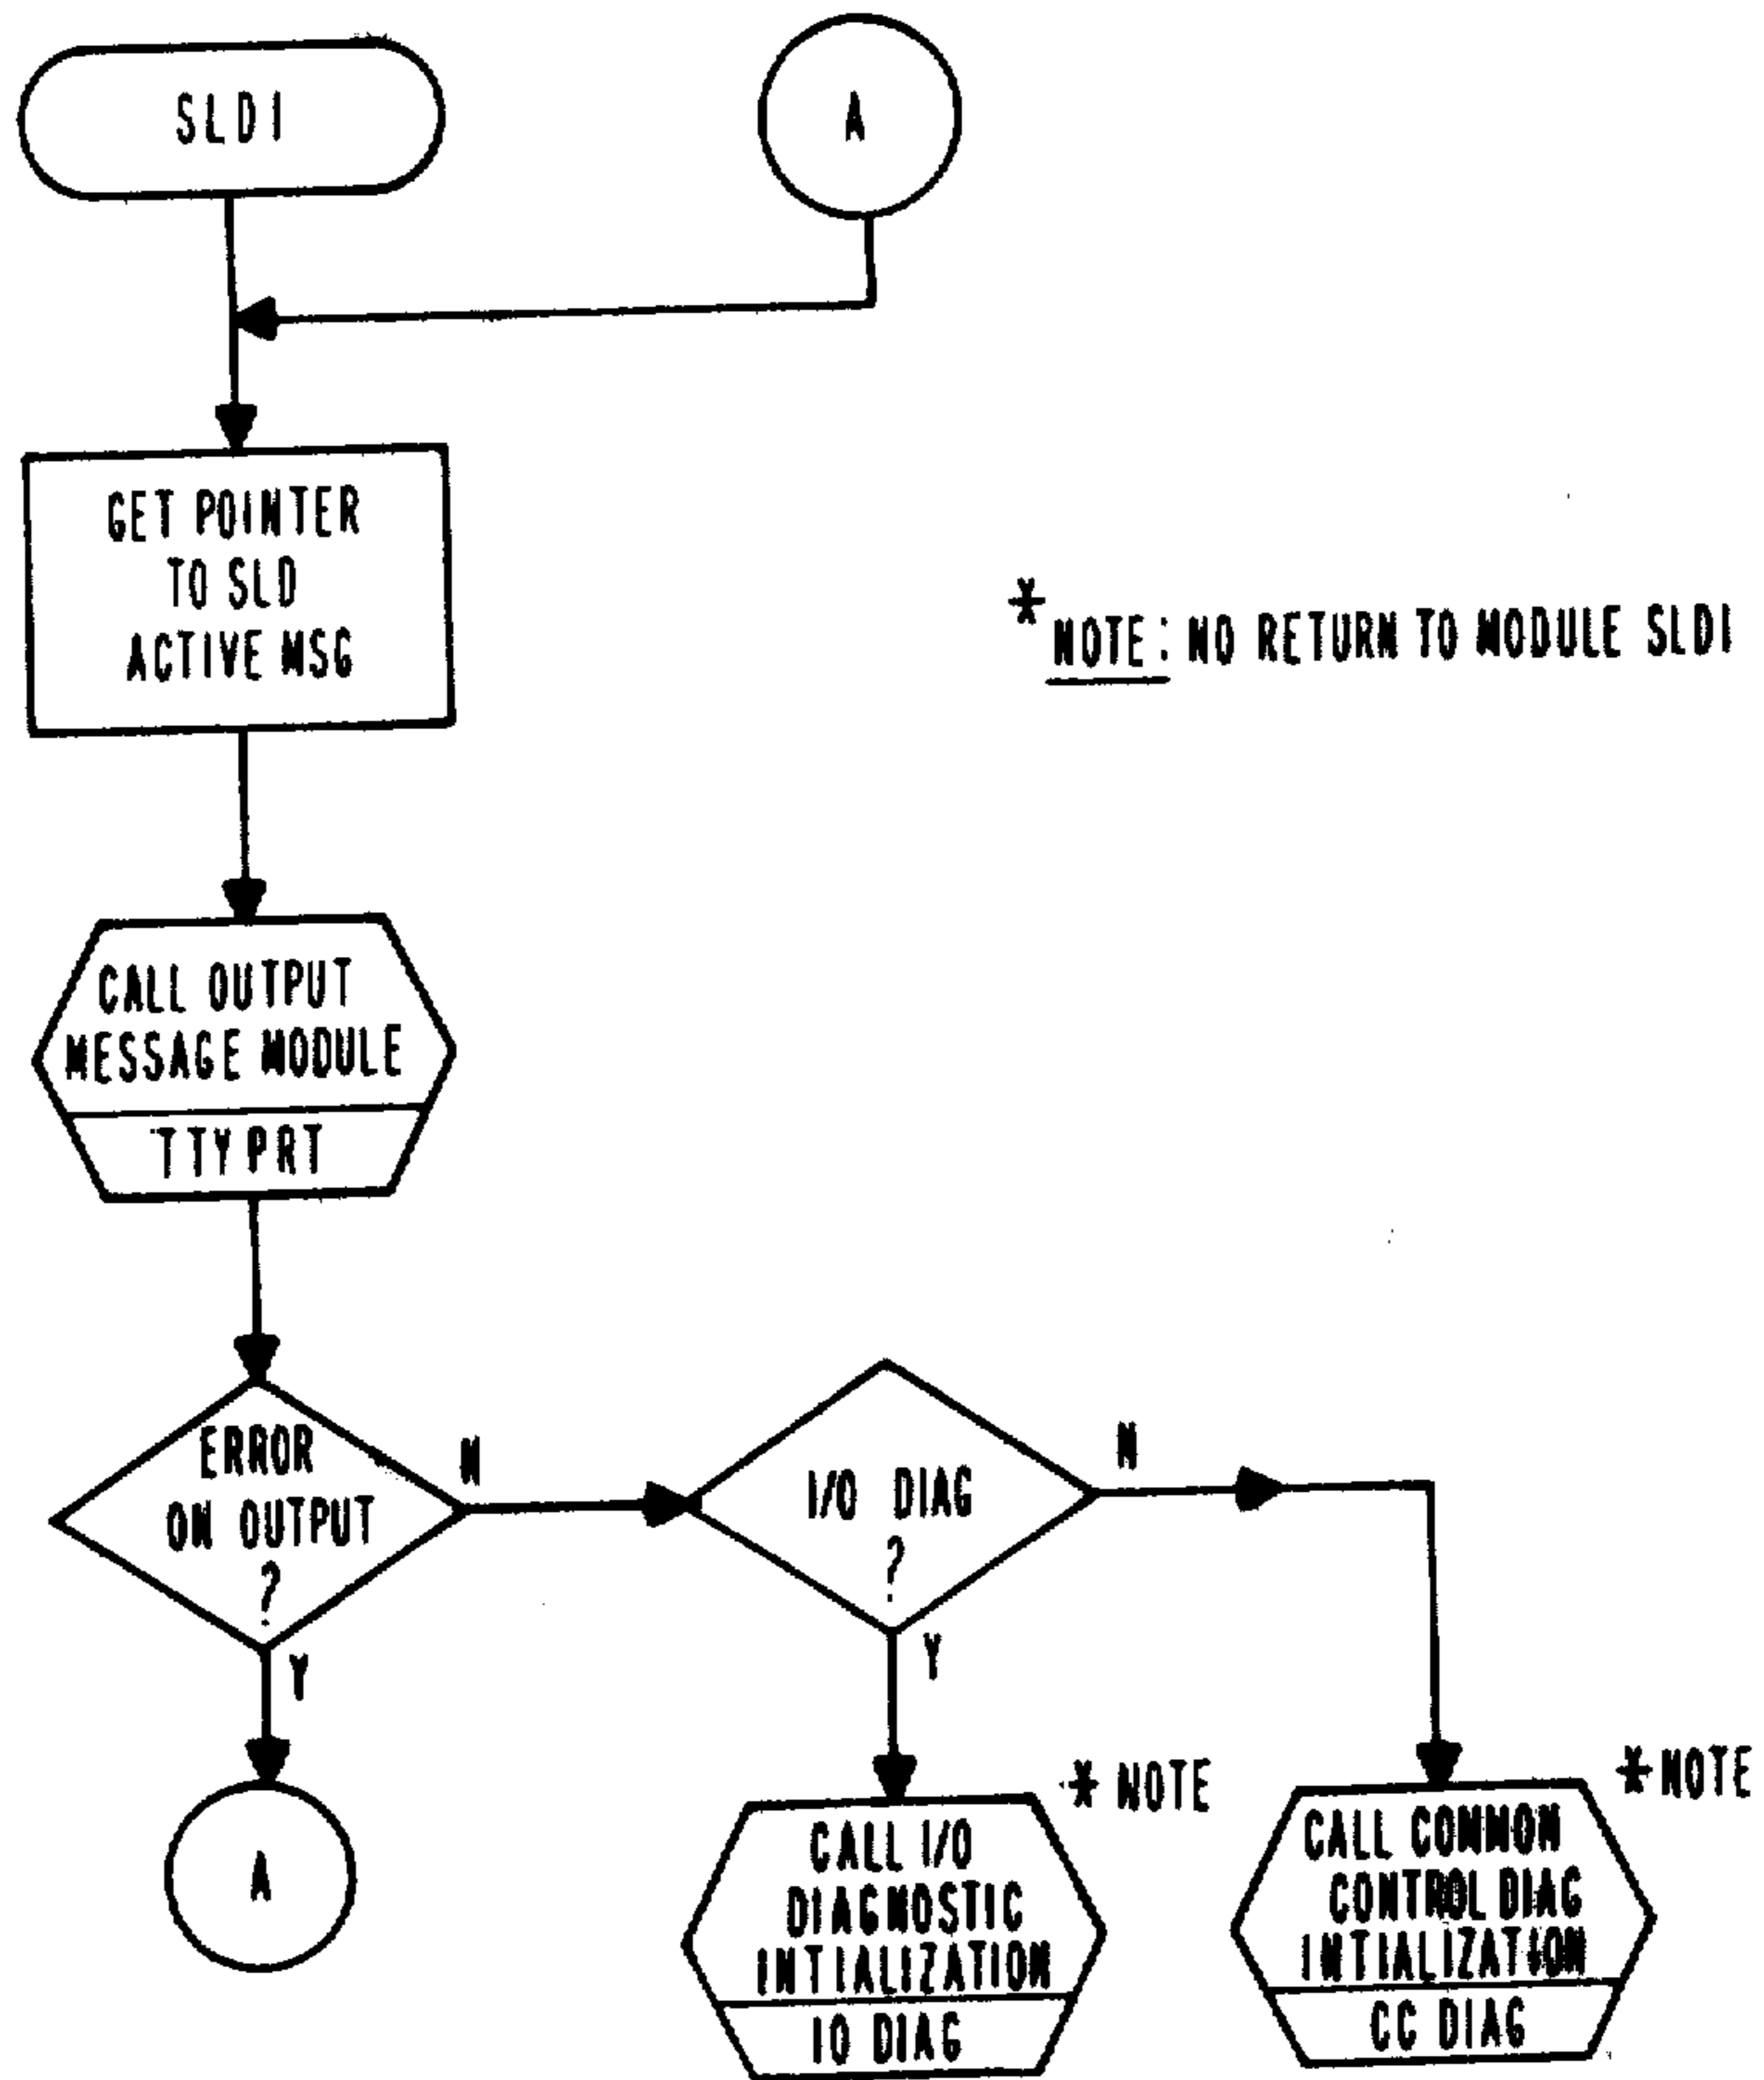 SLDI
A
GET POINTER
TO SLD
ACTIVE MSG
*NOTE: NO RETURN TO MODULE SLDI
CALL OUTPUT
MESSAGE MODULE
TTYPRT
ERROR
ON OUTPUT
?
N
Y
I/O DIAG
?
N
Y
A
* NOTE
CALL I/O
DIAGNOSTIC
INTIALIZATION
IO DIAG
* NOTE
CALL COMMON
CONTROL DIAG
INTIALIZATION
CC DIAG